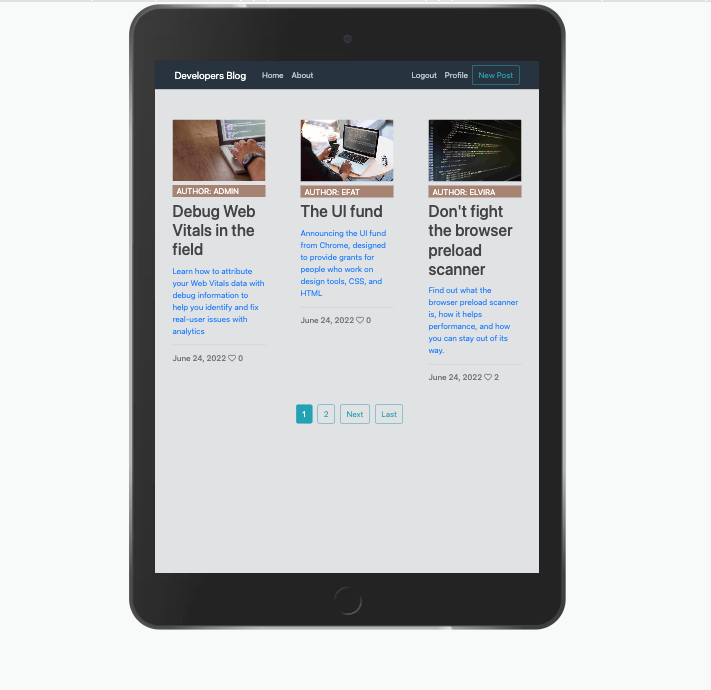 Developers Blog Home About Logout Profile New Post
AUTHOR: ADMIN
Debug Web
Vitals in the
field
Learn how to attribute
your Web Vitals data with
debug information to
help you identify and fix
real-user issues with
analytics
June 24, 2022 ♡ 0
AUTHOR: EFAT
The UI fund
Announcing the UI fund
from Chrome, designed
to provide grants for
people who work on
design tools, CSS, and
HTML
June 24, 2022 ♡ 0
AUTHOR: ELVIRA
Don't fight
the browser
preload
scanner
Find out what the
browser preload scanner
is, how it helps
performance, and how
you can stay out of its
way.
June 24, 2022 ♡ 2
1 2 Next Last